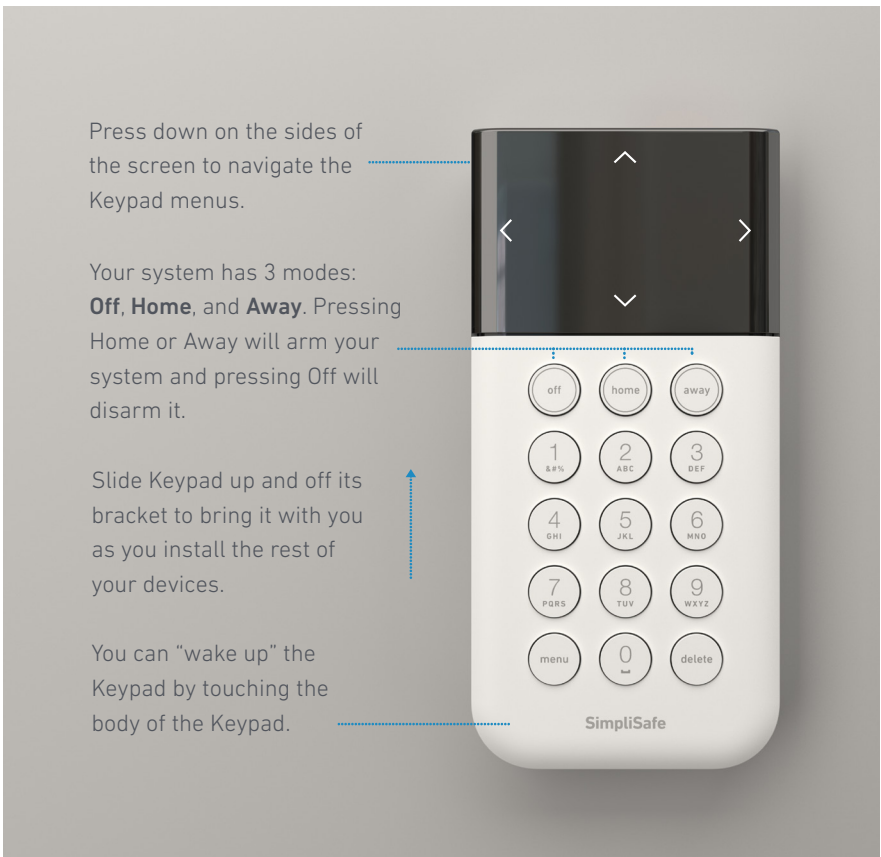 Press down on the sides of
the screen to navigate the
Keypad menus.
Your system has 3 modes:
Off, Home, and Away. Pressing
Home or Away will arm your
system and pressing Off will
disarm it.
Slide Keypad up and off its
bracket to bring it with you
as you install the rest of
your devices.
You can “wake up” the
Keypad by touching the
body of the Keypad.
off home away
1 2 3
&#% ABC DEF
4 5 6
GHI JKL MNO
7 8 9
PQRS TUV WXYZ
menu 0 delete
SimpliSafe